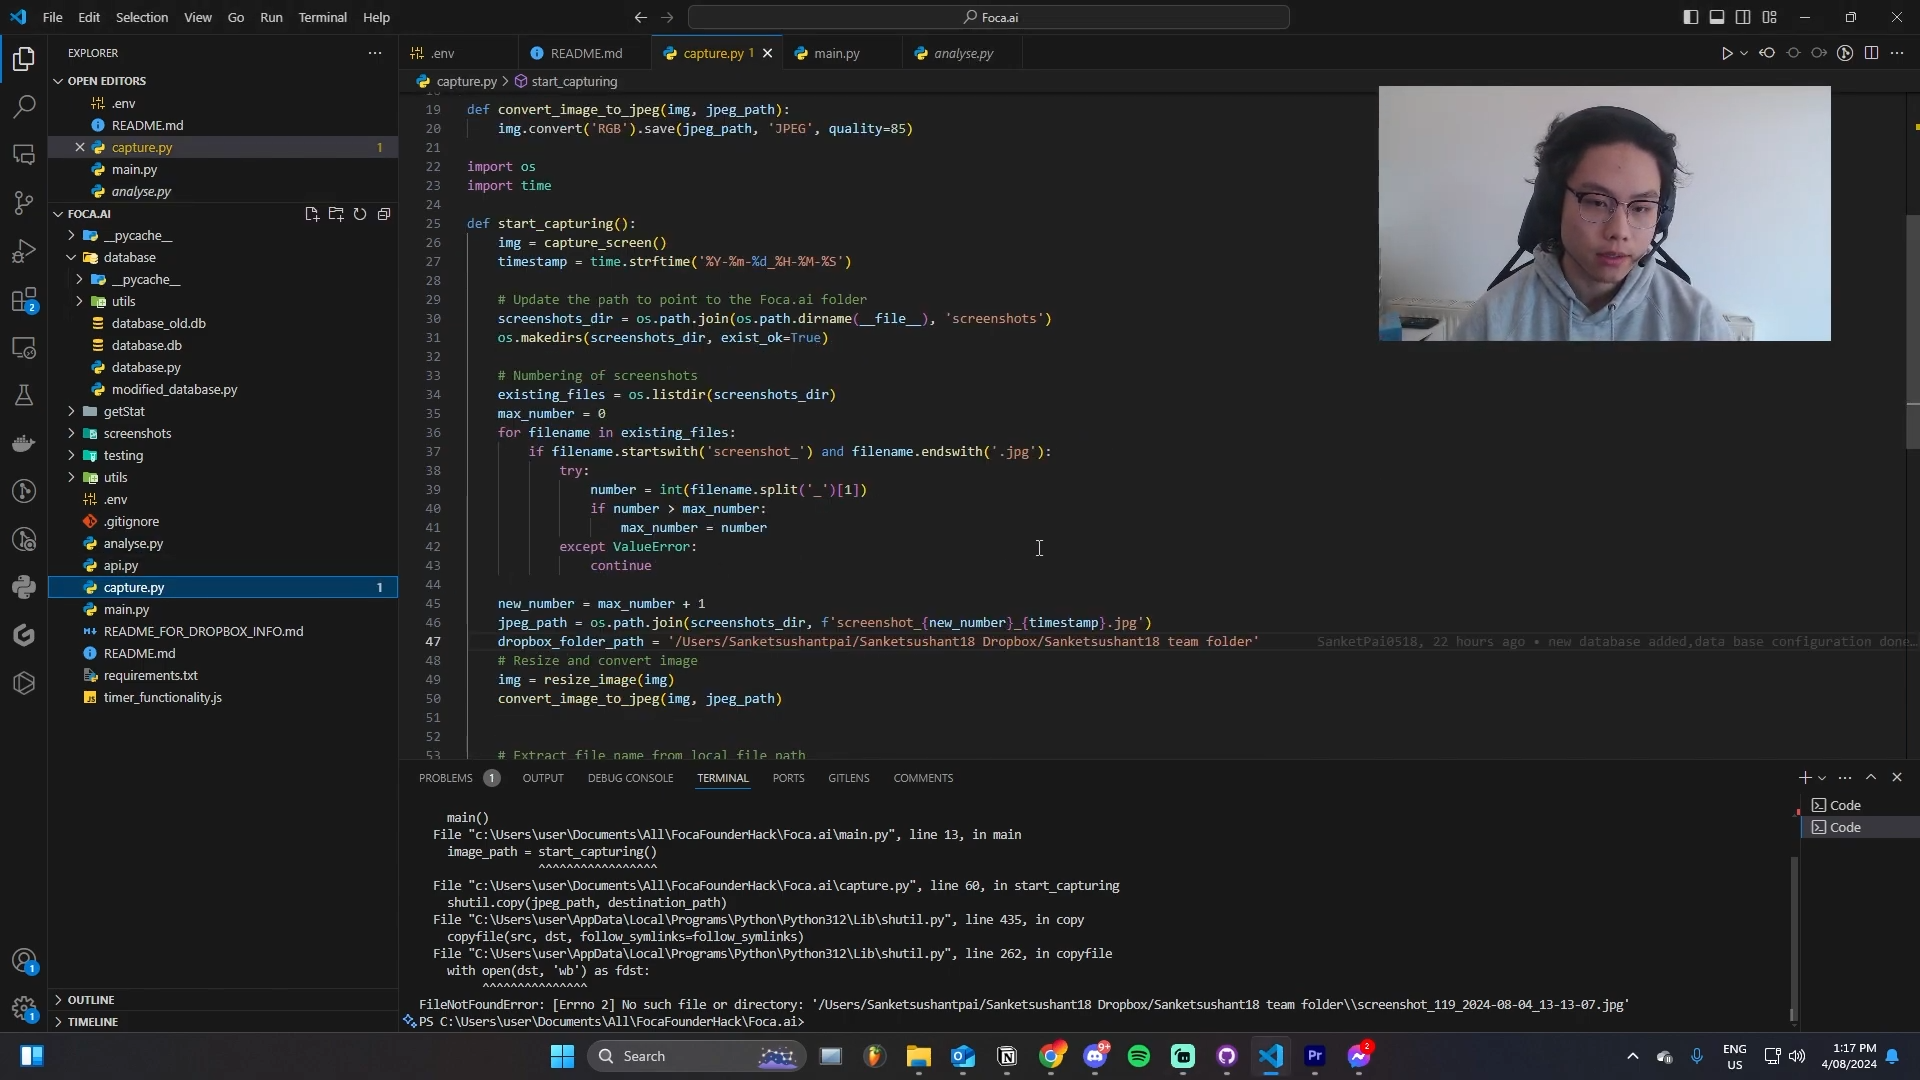 File Edit Selection View Go Run Terminal Help
Foca.ai
EXPLORER
.env
README.md
capture.py 1
main.py
analyse.py
OPEN EDITORS
.env
README.md
capture.py 1
main.py
analyse.py
FOCA.AI
__pycache__
database
__pycache__
utils
database_old.db
database.db
database.py
modified_database.py
getStat
screenshots
testing
utils
.env
.gitignore
analyse.py
api.py
capture.py 1
main.py
README_FOR_DROPBOX_INFO.md
README.md
requirements.txt
timer_functionality.js
OUTLINE
TIMELINE
2
1
1
capture.py > start_capturing
19 def convert_image_to_jpeg(img, jpeg_path):
20 img.convert('RGB').save(jpeg_path, 'JPEG', quality=85)
21
22 import os
23 import time
24
25 def start_capturing():
26 img = capture_screen()
27 timestamp = time.strftime('%Y-%m-%d_%H-%M-%S')
28
29 # Update the path to point to the Foca.ai folder
30 screenshots_dir = os.path.join(os.path.dirname(__file__), 'screenshots')
31 os.makedirs(screenshots_dir, exist_ok=True)
32
33 # Numbering of screenshots
34 existing_files = os.listdir(screenshots_dir)
35 max_number = 0
36 for filename in existing_files:
37 if filename.startswith('screenshot_') and filename.endswith('.jpg'):
38 try:
39 number = int(filename.split('_')[1])
40 if number > max_number:
41 max_number = number
42 except ValueError:
43 continue
44
45 new_number = max_number + 1
46 jpeg_path = os.path.join(screenshots_dir, f'screenshot_{new_number}_{timestamp}.jpg')
47 dropbox_folder_path = '/Users/Sanketsushantpai/Sanketsushant18 Dropbox/Sanketsushant18 team folder' SanketPai0518, 22 hours ago • new database added,data base configuration done…
48 # Resize and convert image
49 img = resize_image(img)
50 convert_image_to_jpeg(img, jpeg_path)
51
52
53 # Extract file name from local file path
PROBLEMS 1 OUTPUT DEBUG CONSOLE TERMINAL PORTS GITLENS COMMENTS
Code
Code
main()
File "c:\Users\user\Documents\All\FocaFounderHack\Foca.ai\main.py", line 13, in main
image_path = start_capturing()
^^^^^^^^^^^^^^^^^
File "c:\Users\user\Documents\All\FocaFounderHack\Foca.ai\capture.py", line 60, in start_capturing
shutil.copy(jpeg_path, destination_path)
File "C:\Users\user\AppData\Local\Programs\Python\Python312\Lib\shutil.py", line 435, in copy
copyfile(src, dst, follow_symlinks=follow_symlinks)
File "C:\Users\user\AppData\Local\Programs\Python\Python312\Lib\shutil.py", line 262, in copyfile
with open(dst, 'wb') as fdst:
^^^^^^^^^^^^^^^
FileNotFoundError: [Errno 2] No such file or directory: '/Users/Sanketsushantpai/Sanketsushant18 Dropbox/Sanketsushant18 team folder\\screenshot_119_2024-08-04_13-13-07.jpg'
PS C:\Users\user\Documents\All\FocaFounderHack\Foca.ai>
Search
9+
Pr
2
ENG
US
1:17 PM
4/08/2024